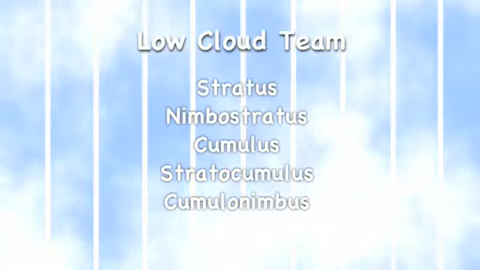 Low Cloud Team
Stratus
Nimbostratus
Cumulus
Stratocumulus
Cumulonimbus